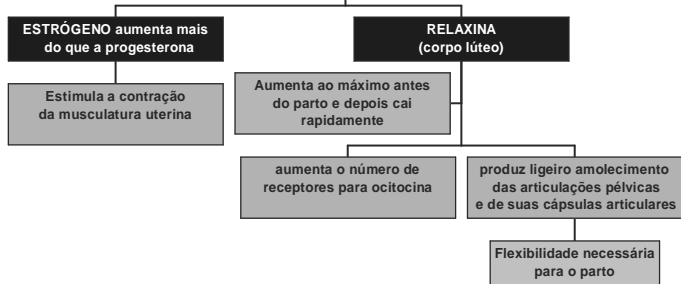 ESTRÓGENO aumenta mais
do que a progesterona
Estimula a contração
da musculatura uterina
RELAXINA
(corpo lúteo)
Aumenta ao máximo antes
do parto e depois cai
rapidamente
aumenta o número de
receptores para ocitocina
produz ligeiro amolecimento
das articulações pélvicas
e de suas cápsulas articulares
Flexibilidade necessária
para o parto